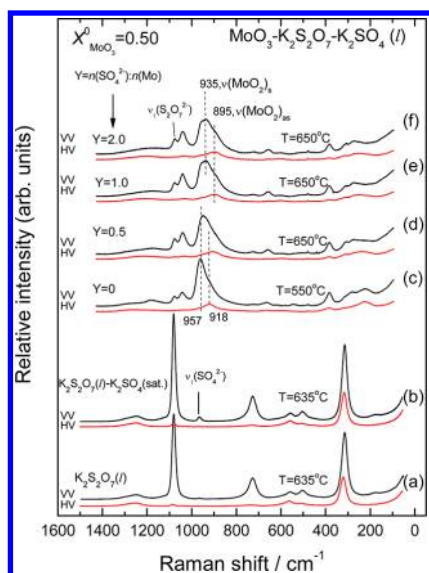 X⁰MoO₃=0.50
MoO₃-K₂S₂O₇-K₂SO₄ (l)
Y=n(SO₄²⁻):n(Mo)
935,ν(MoO₂)s
ν₁(S₂O₇²⁻)
895,ν(MoO₂)as
VV
HV
Y=2.0
T=650°C
(f)
VV
HV
Y=1.0
T=650°C
(e)
VV
HV
Y=0.5
T=650°C
(d)
VV
HV
Y=0
T=550°C
(c)
957
918
K₂S₂O₇(l)-K₂SO₄(sat.)
ν₁(SO₄²⁻)
VV
HV
T=635°C
(b)
K₂S₂O₇(l)
VV
HV
T=635°C
(a)
1600 1400 1200 1000 800 600 400 200 0
Raman shift / cm⁻¹
Relative intensity (arb. units)